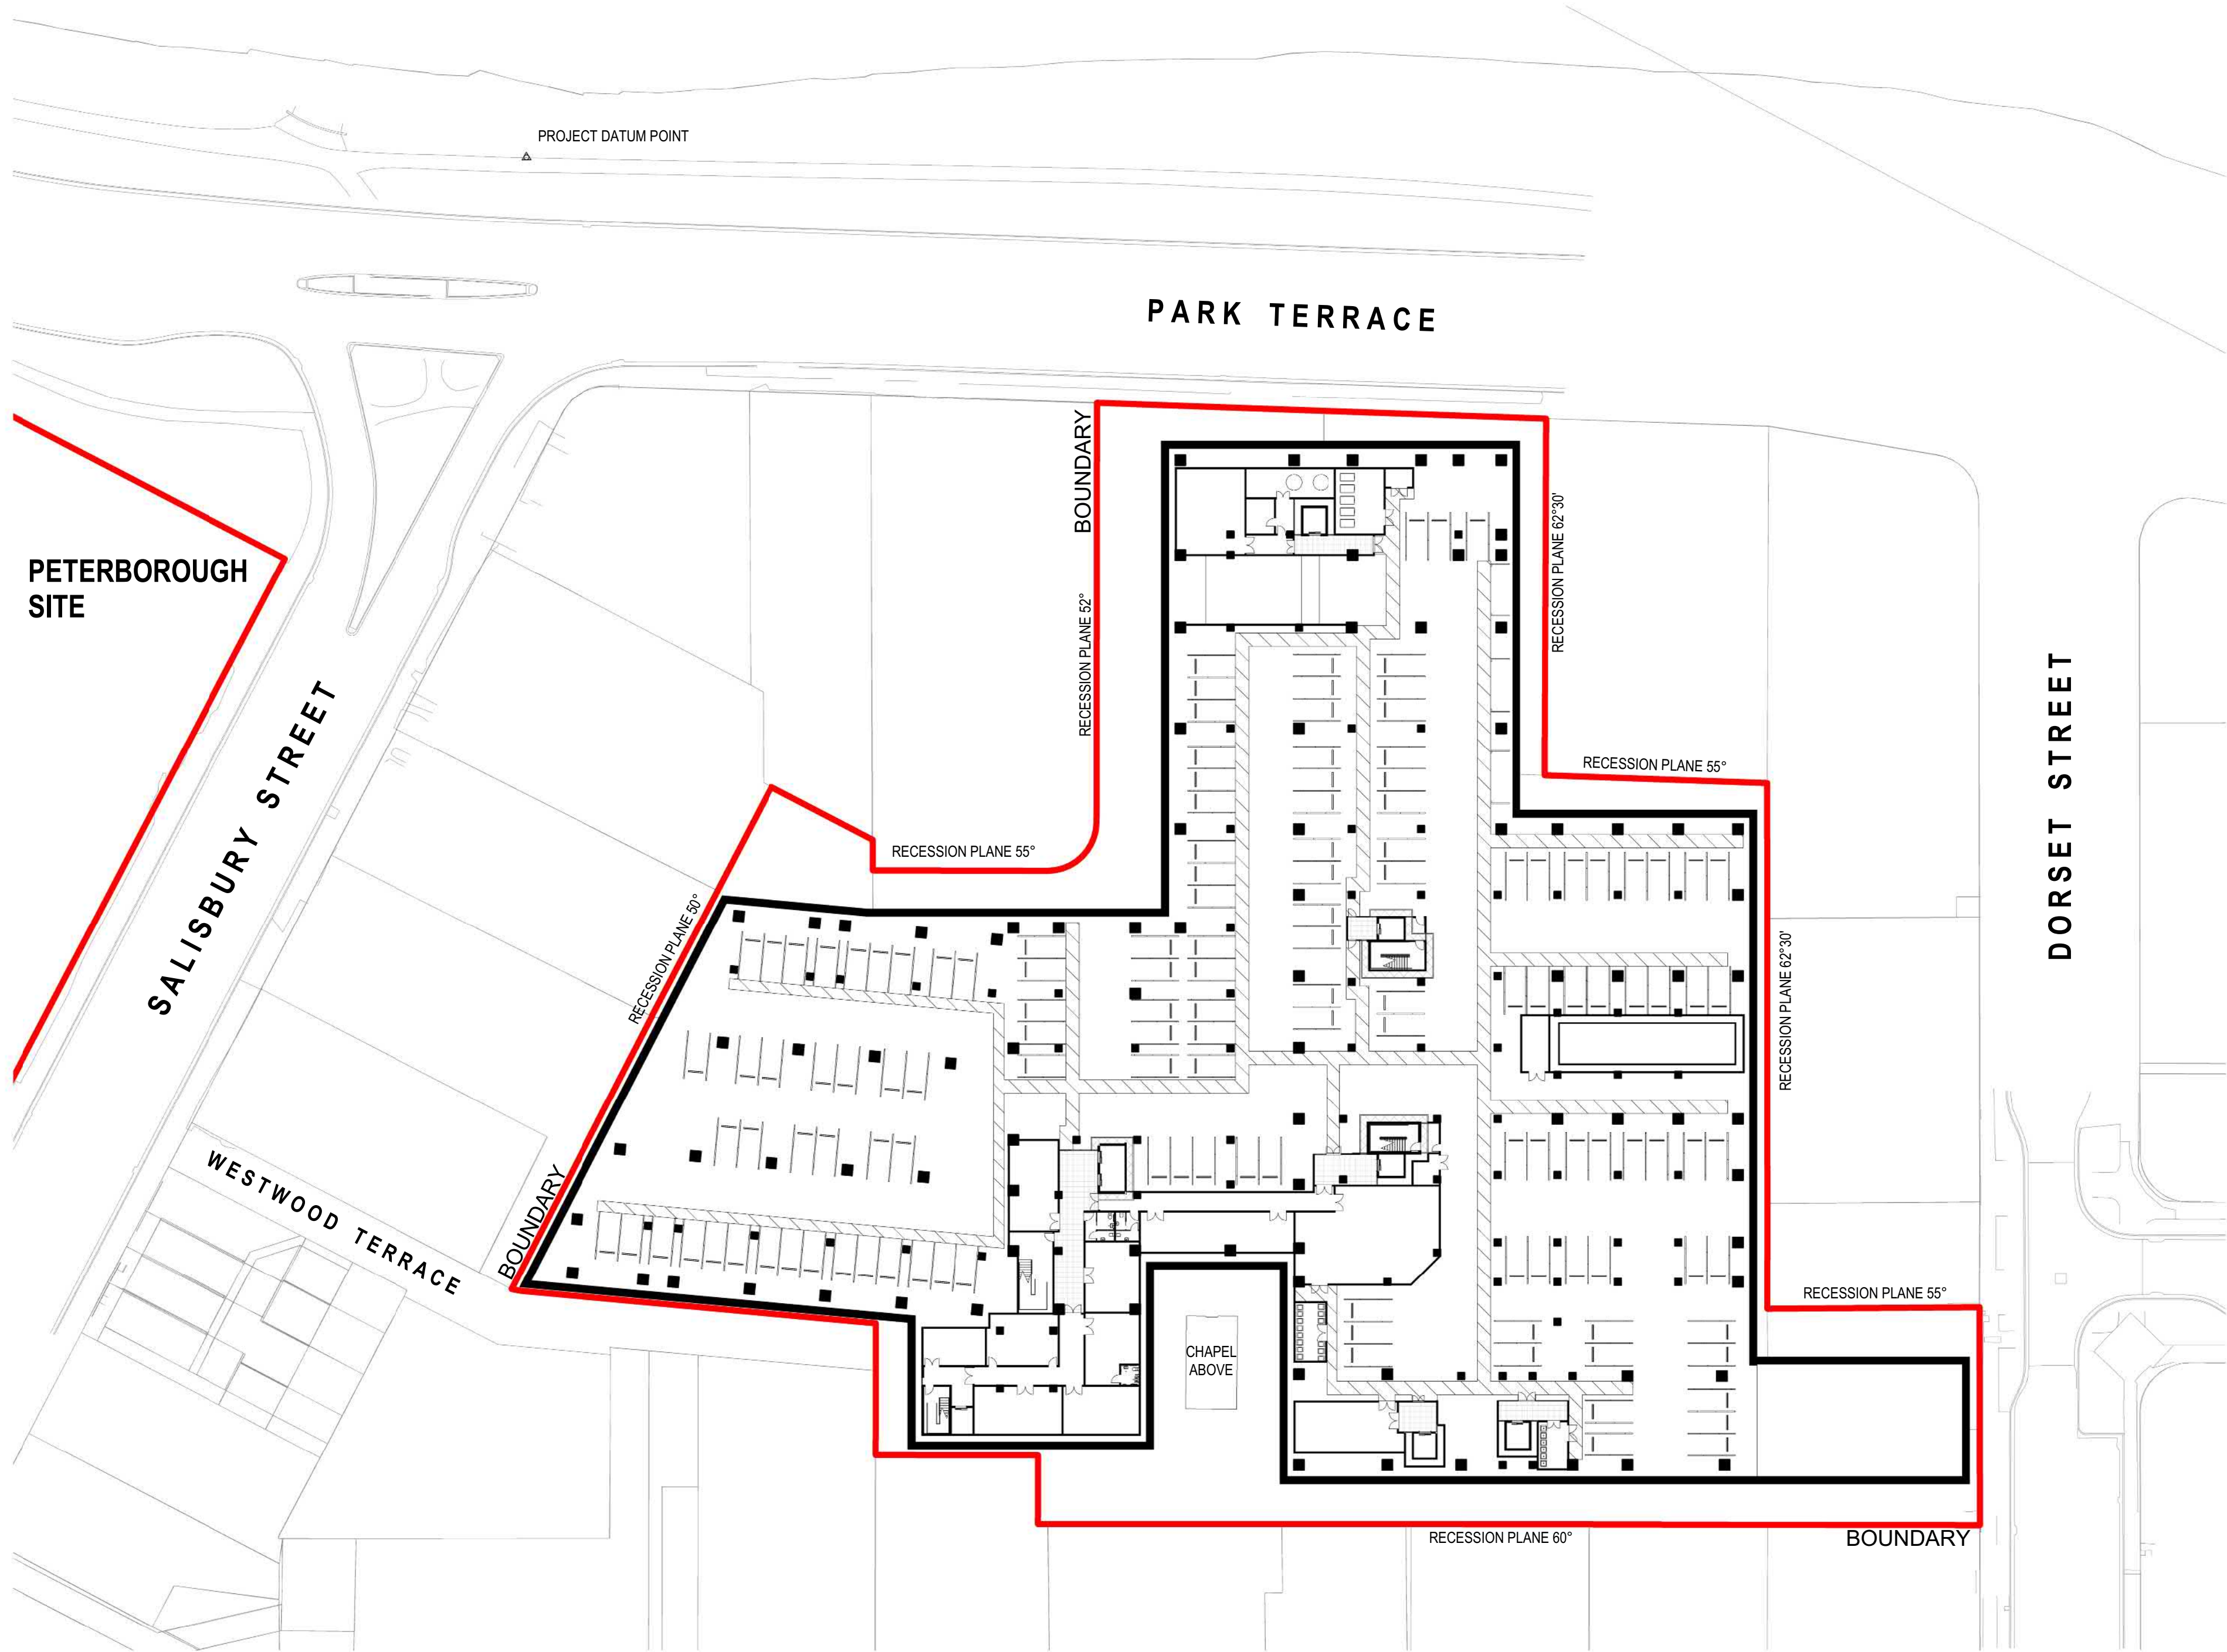 PROJECT DATUM POINT
PARK TERRACE
BOUNDARY
RECESSION PLANE 62°30'
PETERBOROUGH
SITE
RECESSION PLANE 52°
SALISBURY STREET
DORSET STREET
RECESSION PLANE 55°
RECESSION PLANE 55°
RECESSION PLANE 50°
RECESSION PLANE 62°30'
WESTWOOD TERRACE
BOUNDARY
RECESSION PLANE 55°
CHAPEL
ABOVE
RECESSION PLANE 60°
BOUNDARY